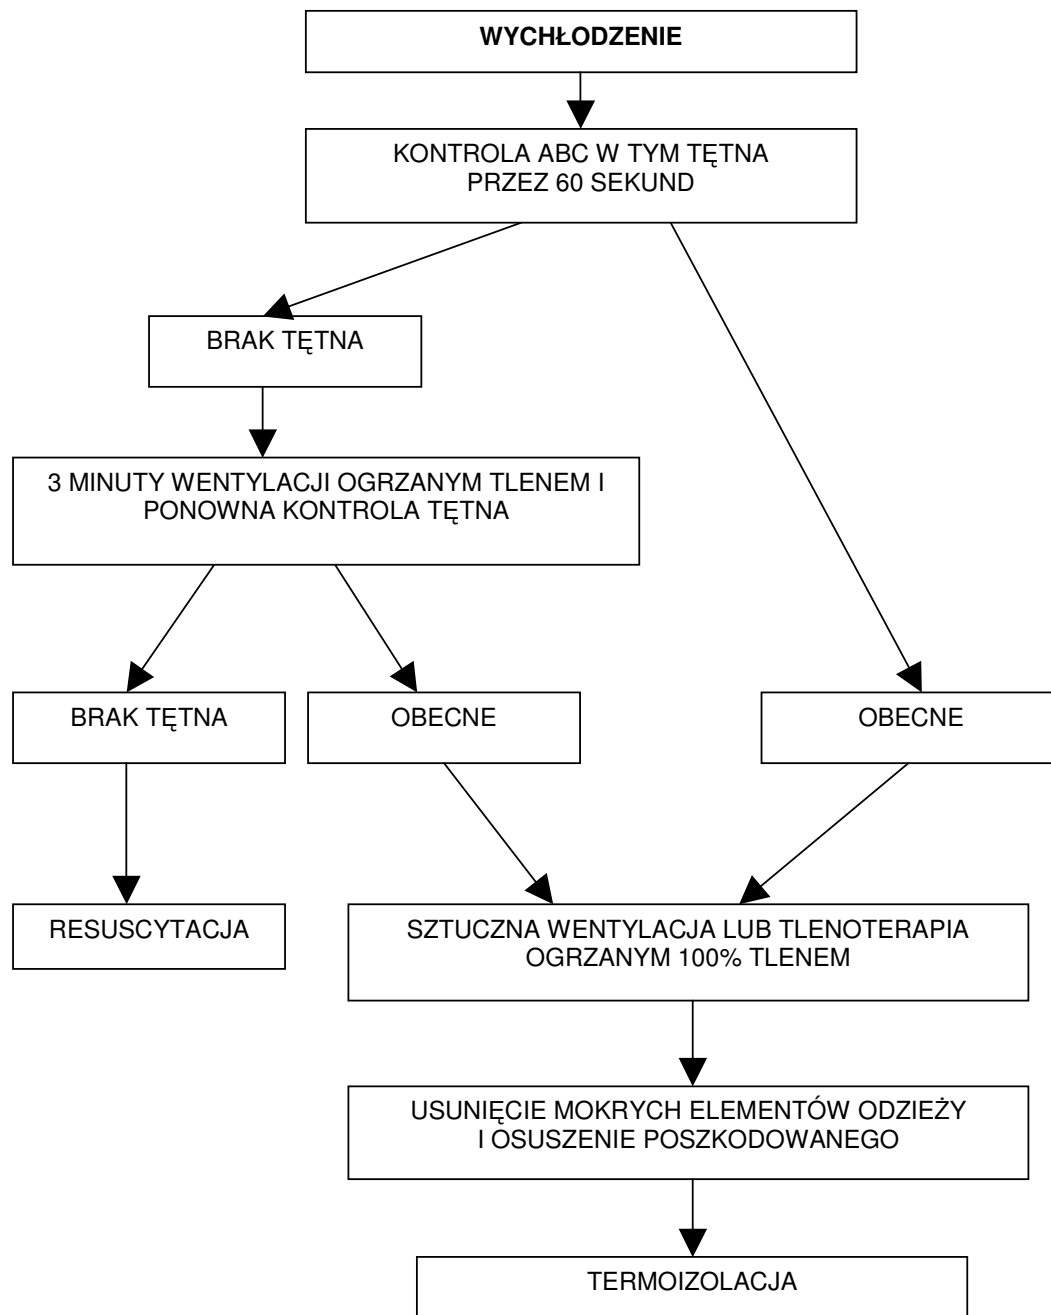 WYCHŁODZENIE
KONTROLA ABC W TYM TĘTNA
PRZEZ 60 SEKUND
BRAK TĘTNA
3 MINUTY WENTYLACJI OGRZANYM TLENEM I
PONOWNA KONTROLA TĘTNA
BRAK TĘTNA
OBECNE
OBECNE
RESUSCYTACJA
SZTUCZNA WENTYLACJA LUB TLENOTERAPIA
OGRZANYM 100% TLENEM
USUNIĘCIE MOKRYCH ELEMENTÓW ODZIEŻY
I OSUSZENIE POSZKODOWANEGO
TERMOIZOLACJA